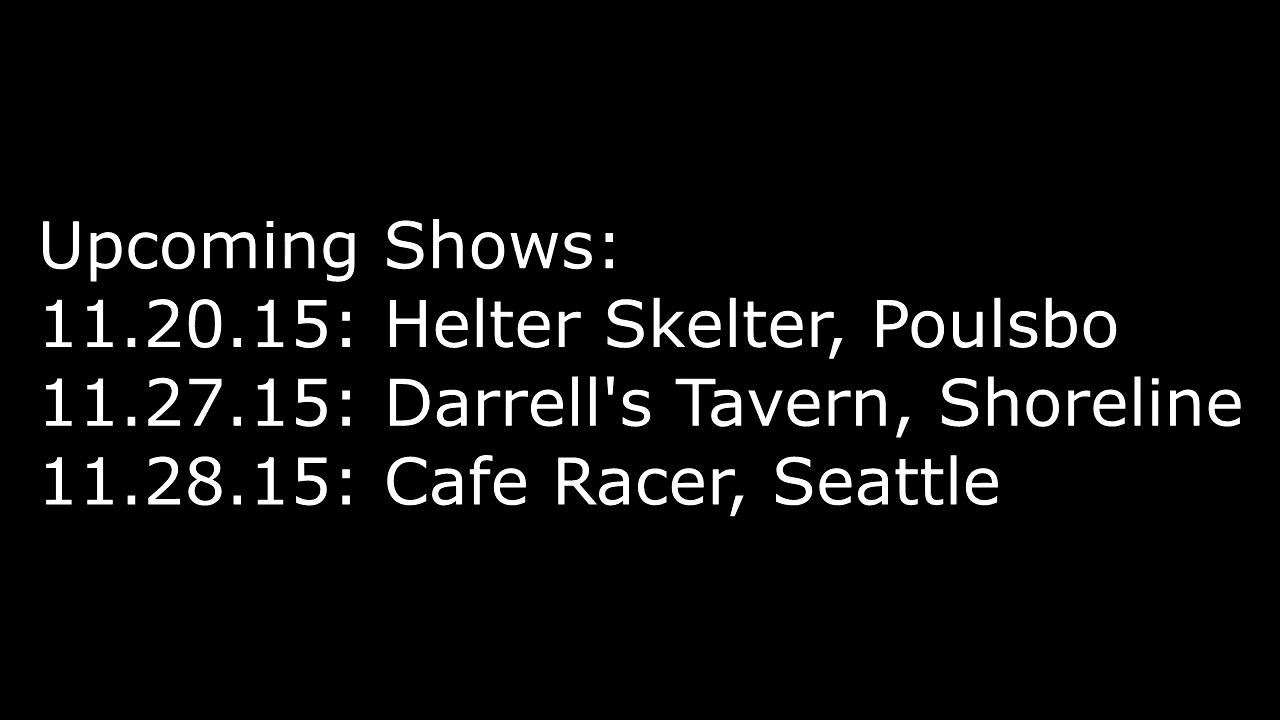 Upcoming Shows:
11.20.15: Helter Skelter, Poulsbo
11.27.15: Darrell's Tavern, Shoreline
11.28.15: Cafe Racer, Seattle